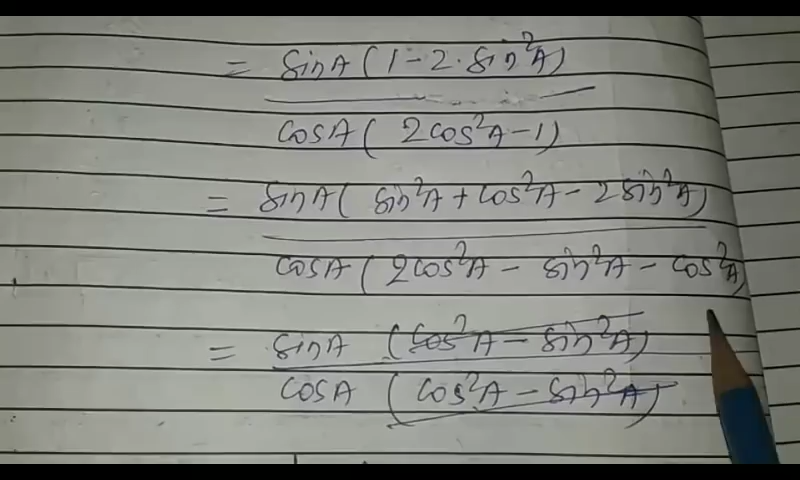 = sinA(1-2·sin²A)
cosA(2cos²A-1)
= sinA(sin²A+cos²A-2sin²A)
cosA(2cos²A-sin²A-cos²A)
= sinA (cos²A-sin²A)
cosA (cos²A-sin²A)